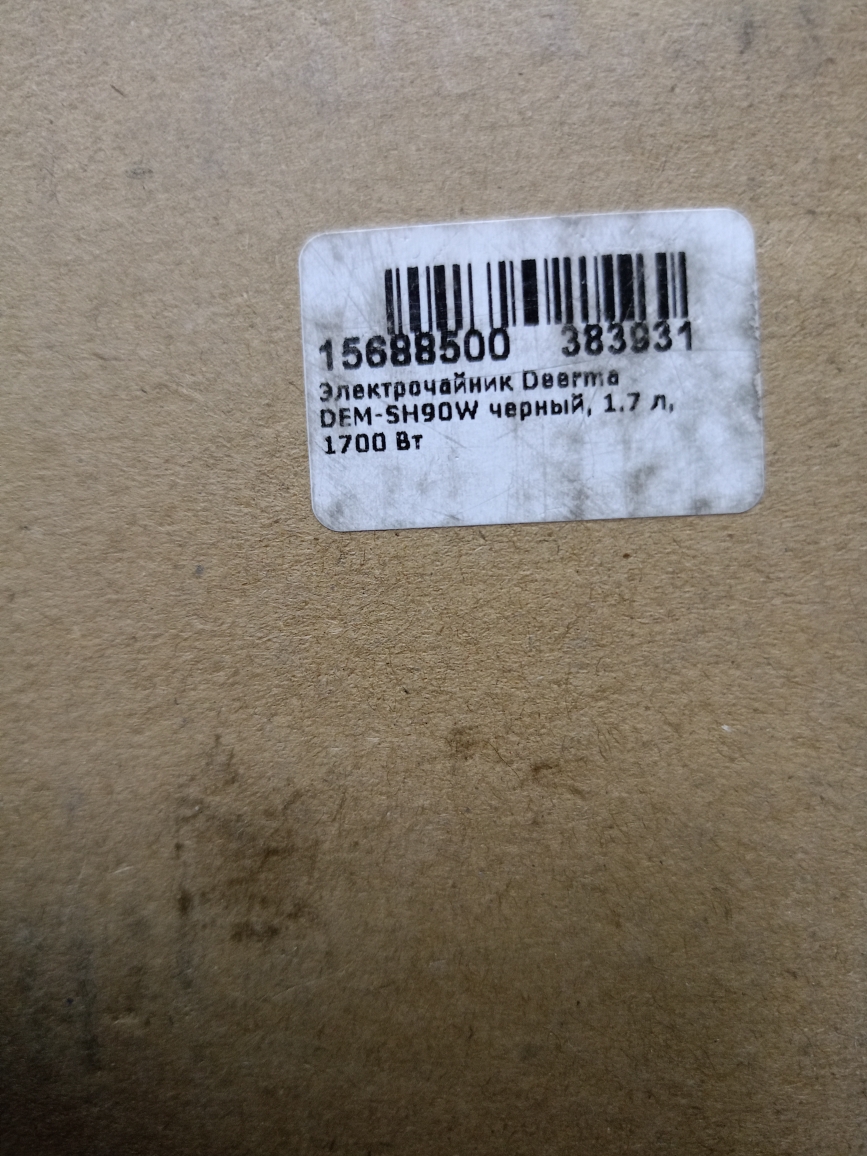 15688500 383931
Электрочайник Deerma
DEM-SH90W черный, 1.7 л,
1700 Вт